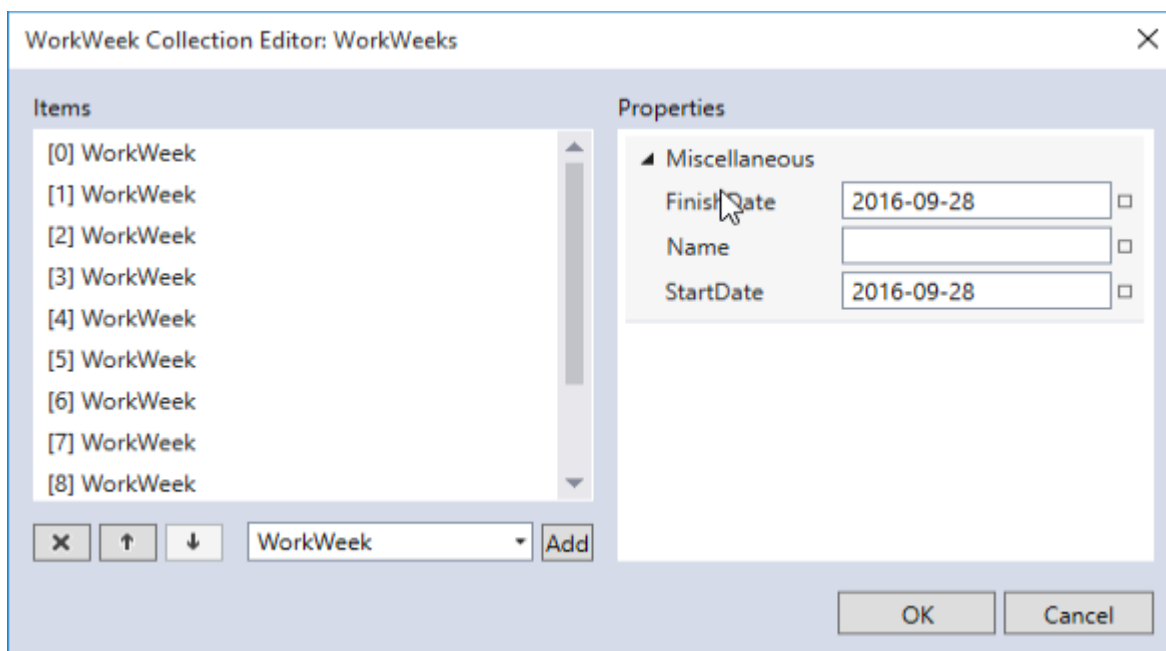 WorkWeek Collection Editor: WorkWeeks
Items
[0] WorkWeek
[1] WorkWeek
[2] WorkWeek
[3] WorkWeek
[4] WorkWeek
[5] WorkWeek
[6] WorkWeek
[7] WorkWeek
[8] WorkWeek
WorkWeek Add
Properties
Miscellaneous
FinishDate 2016-09-28
Name
StartDate 2016-09-28
OK Cancel